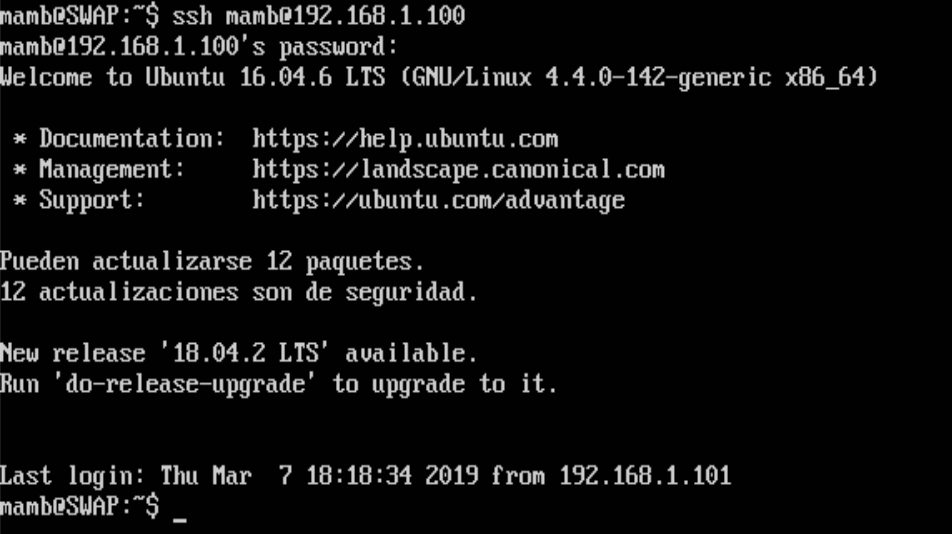 mamb@SWAP:~$ ssh mamb@192.168.1.100
mamb@192.168.1.100's password:
Welcome to Ubuntu 16.04.6 LTS (GNU/Linux 4.4.0-142-generic x86_64)
* Documentation:  https://help.ubuntu.com
* Management:     https://landscape.canonical.com
* Support:        https://ubuntu.com/advantage
Pueden actualizarse 12 paquetes.
12 actualizaciones son de seguridad.
New release '18.04.2 LTS' available.
Run 'do-release-upgrade' to upgrade to it.
Last login: Thu Mar  7 18:18:34 2019 from 192.168.1.101
mamb@SWAP:~$ _